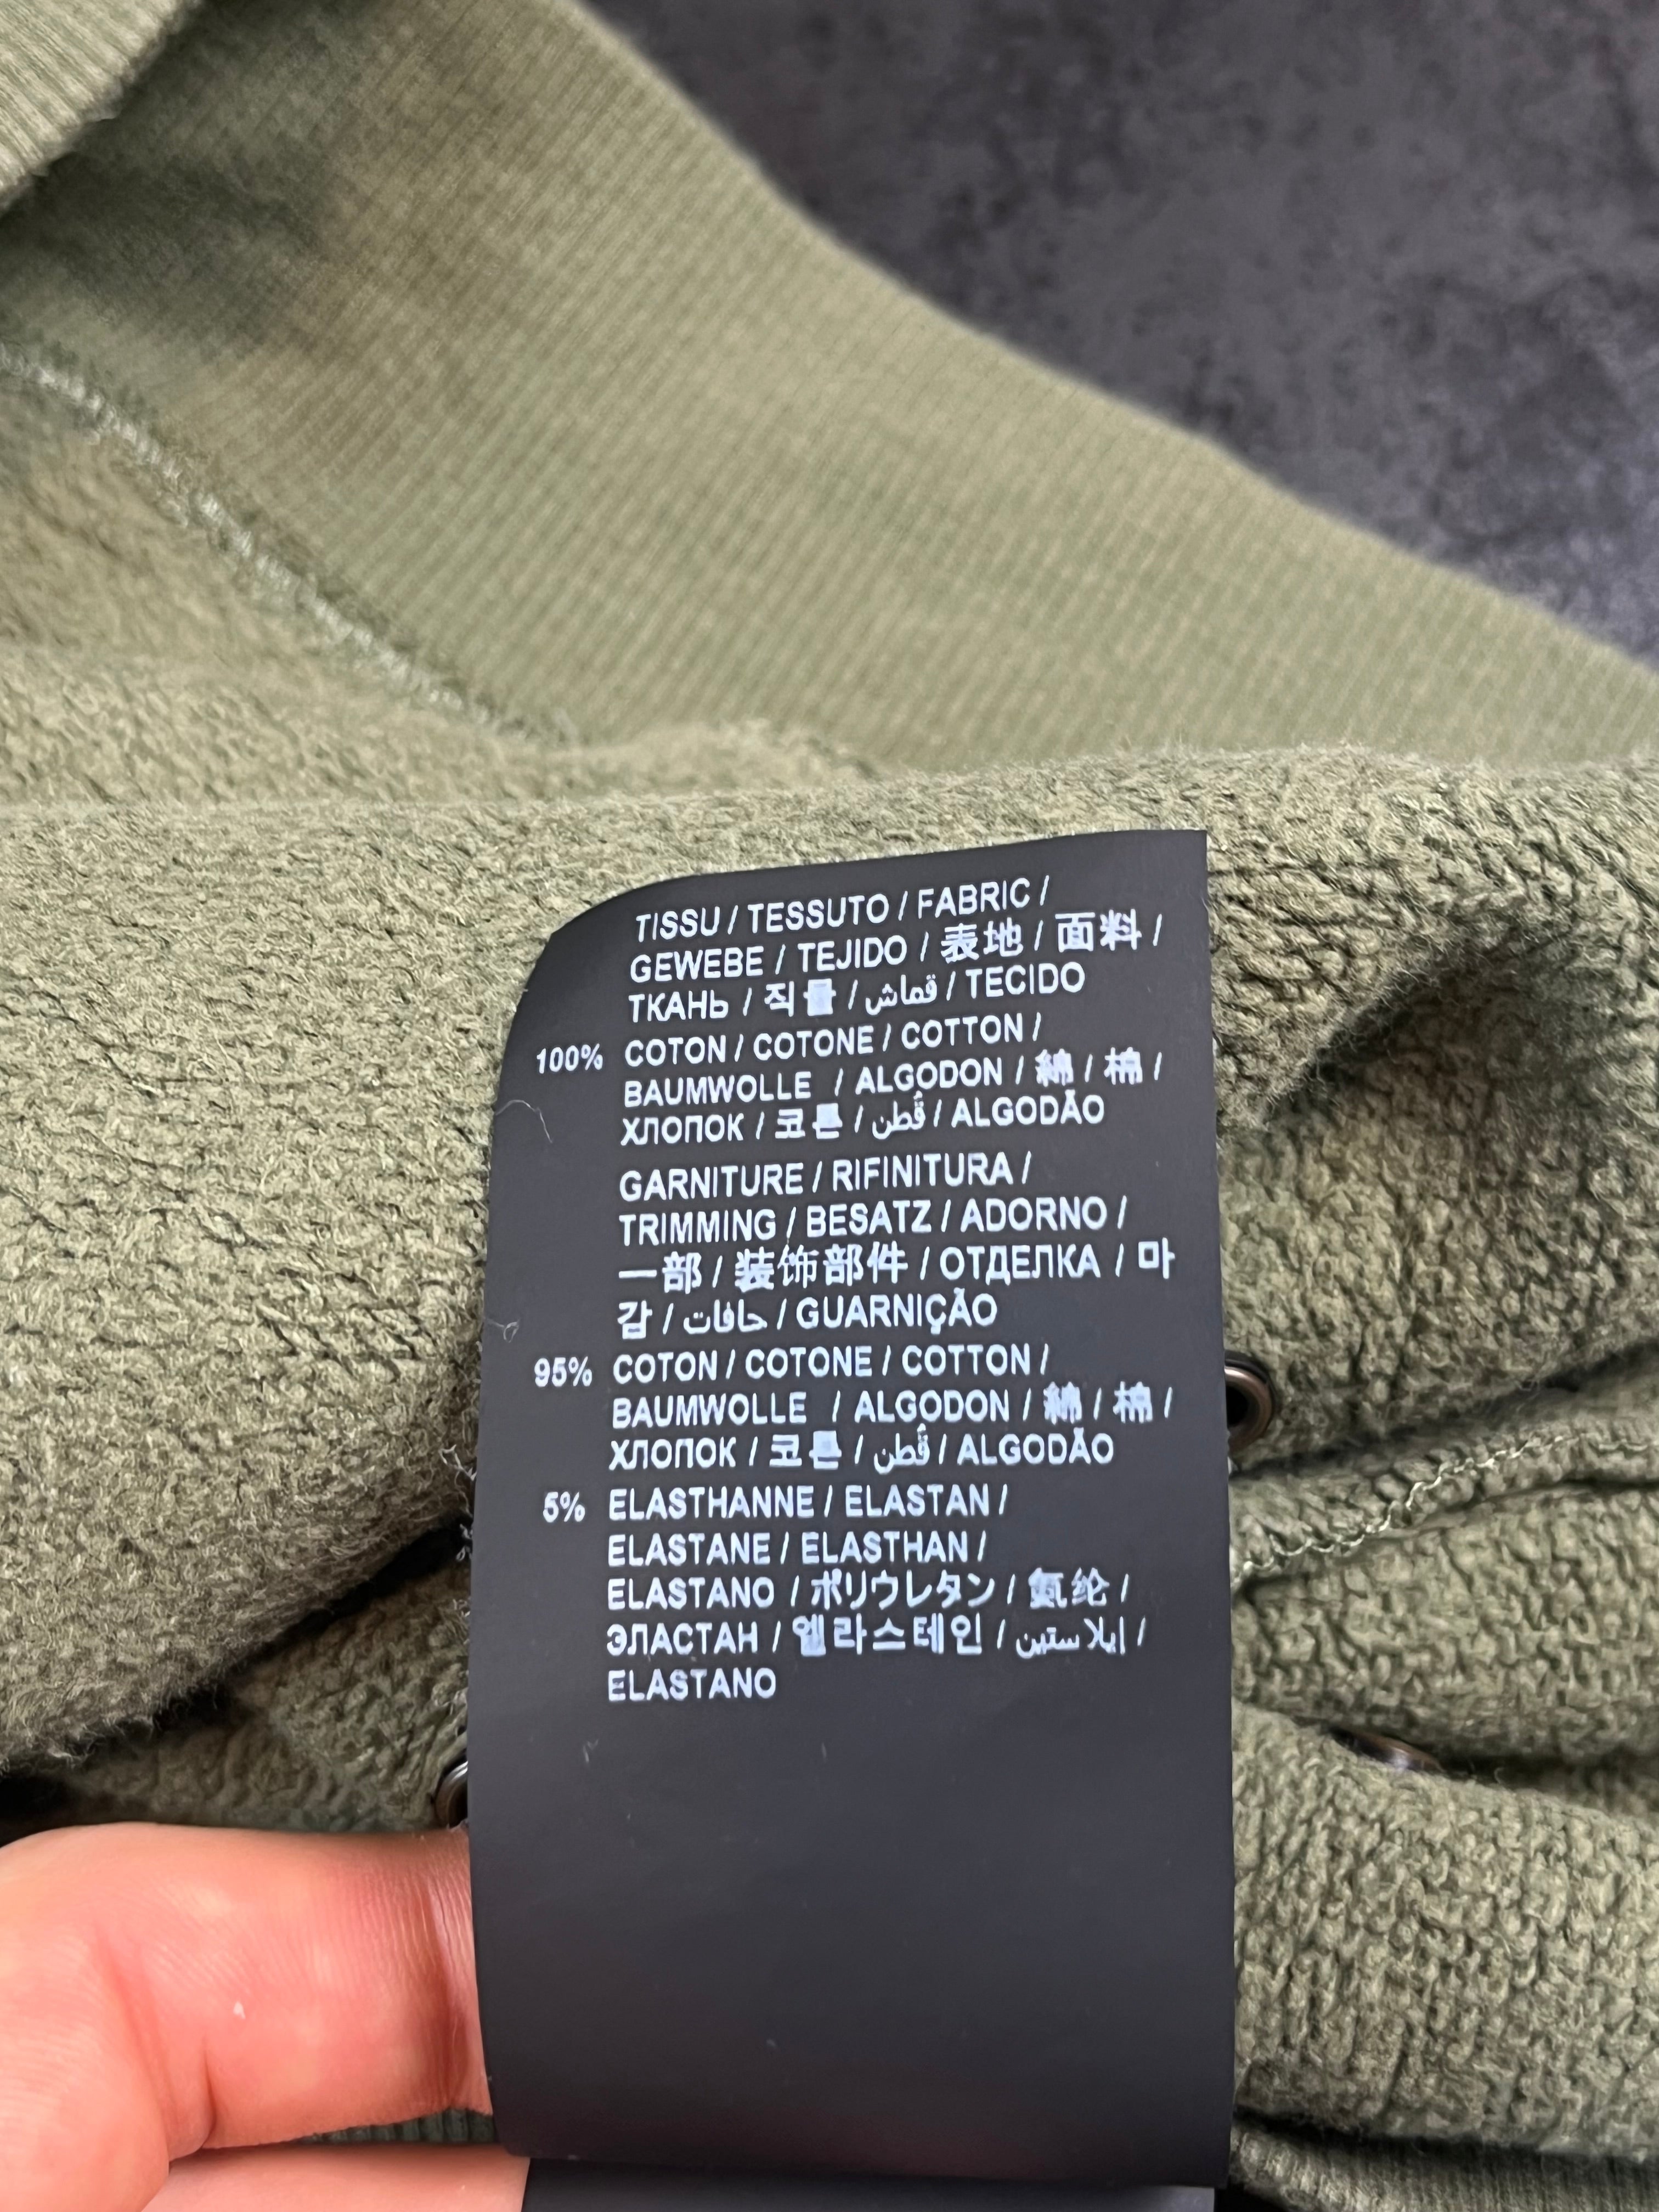 TISSU / TESSUTO / FABRIC /
GEWEBE / TEJIDO / 表地 / 面料 /
ТКАНЬ / 직물 / قماش / TECIDO
100% COTON / COTONE / COTTON /
BAUMWOLLE / ALGODON / 綿 / 棉 /
ХЛОПОК / 코튼 / قُطن / ALGODÃO
GARNITURE / RIFINITURA /
TRIMMING / BESATZ / ADORNO /
一部 / 装饰部件 / ОТДЕЛКА / 마
감 / حافات / GUARNIÇÃO
95% COTON / COTONE / COTTON /
BAUMWOLLE / ALGODON / 綿 / 棉 /
ХЛОПОК / 코튼 / قُطن / ALGODÃO
5% ELASTHANNE / ELASTAN /
ELASTANE / ELASTHAN /
ELASTANO / ポリウレタン / 氨纶 /
ЭЛАСТАН / 엘라스테인 / إيلاستين /
ELASTANO